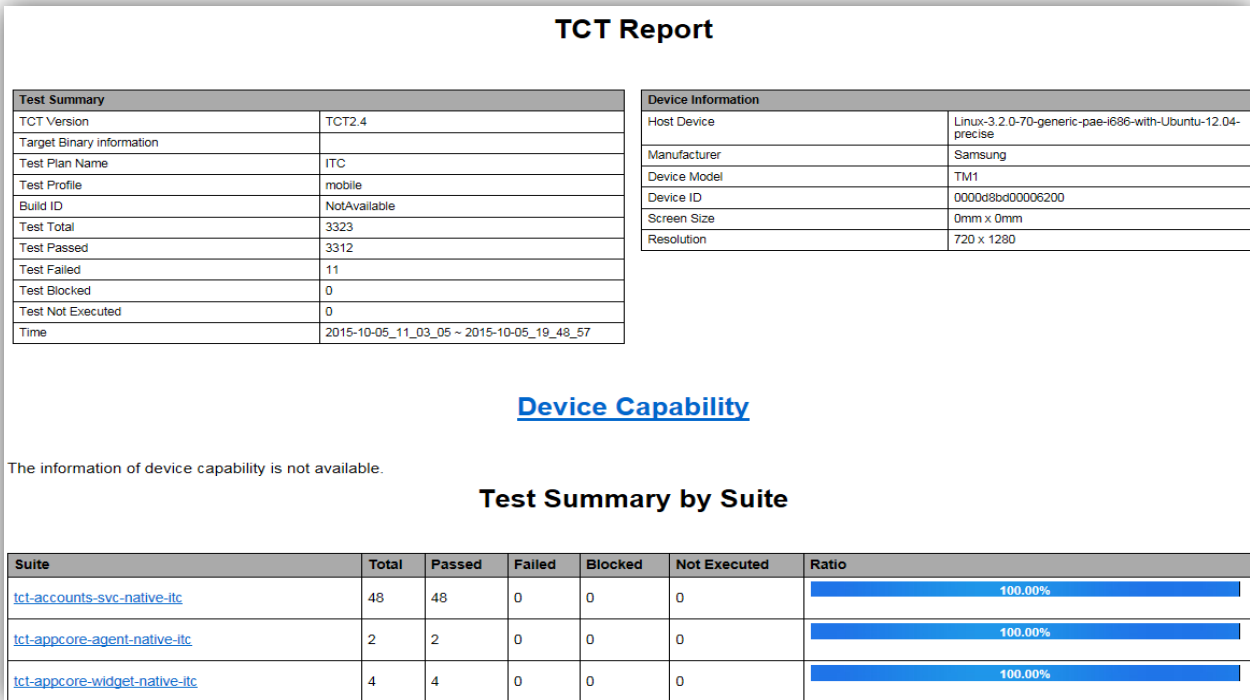 TCT Report
Test Summary
TCT Version TCT2.4
Target Binary information
Test Plan Name ITC
Test Profile mobile
Build ID NotAvailable
Test Total 3323
Test Passed 3312
Test Failed 11
Test Blocked 0
Test Not Executed 0
Time 2015-10-05_11_03_05 ~ 2015-10-05_19_48_57
Device Information
Host Device Linux-3.2.0-70-generic-pae-i686-with-Ubuntu-12.04-
precise
Manufacturer Samsung
Device Model TM1
Device ID 0000d8bd00006200
Screen Size 0mm x 0mm
Resolution 720 x 1280
Device Capability
The information of device capability is not available.
Test Summary by Suite
Suite Total Passed Failed Blocked Not Executed Ratio
tct-accounts-svc-native-itc 48 48 0 0 0 100.00%
tct-appcore-agent-native-itc 2 2 0 0 0 100.00%
tct-appcore-widget-native-itc 4 4 0 0 0 100.00%